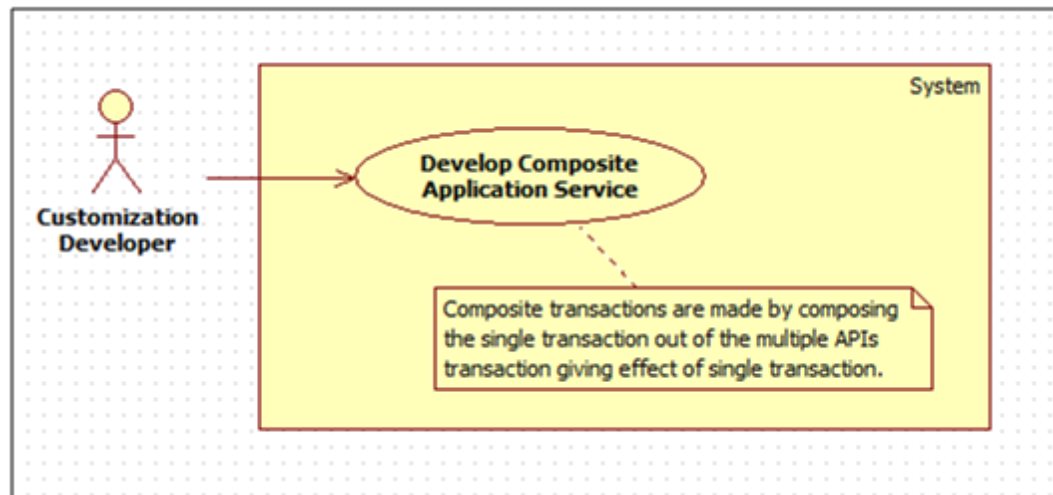 System
Develop Composite
Application Service
Customization
Developer
Composite transactions are made by composing
the single transaction out of the multiple APIs
transaction giving effect of single transaction.